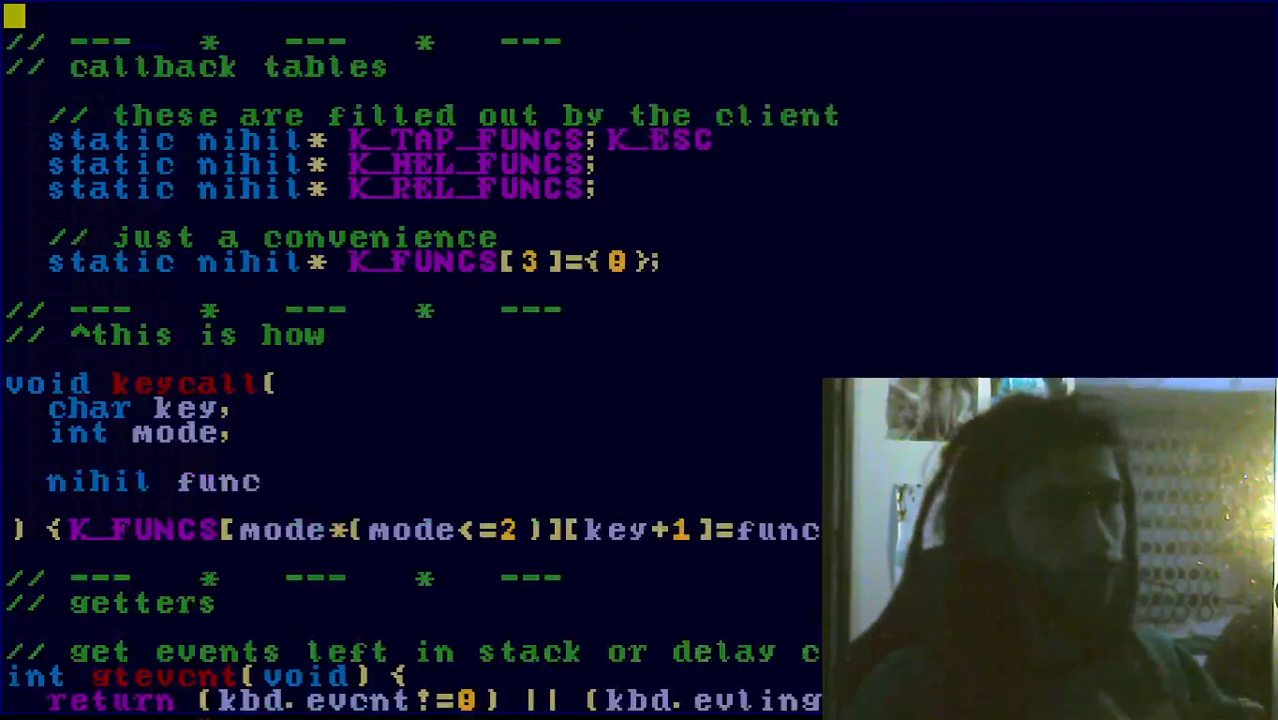 // --- * --- * ---
// callback tables
// these are filled out by the client
static nihil* K_TAP_FUNCS; K_ESC
static nihil* K_HEL_FUNCS;
static nihil* K_REL_FUNCS;
// just a convenience
static nihil* K_FUNCS[3]={0};
// --- * --- * ---
// ^this is how
void keycall(
char key,
int mode,
nihil func
) {K_FUNCS[mode*(mode<=2)][key+1]=func
// --- * --- * ---
// getters
// get events left in stack or delay c
int gtevcnt(void) {
return (kbd.evcnt!=0) || (kbd.evling